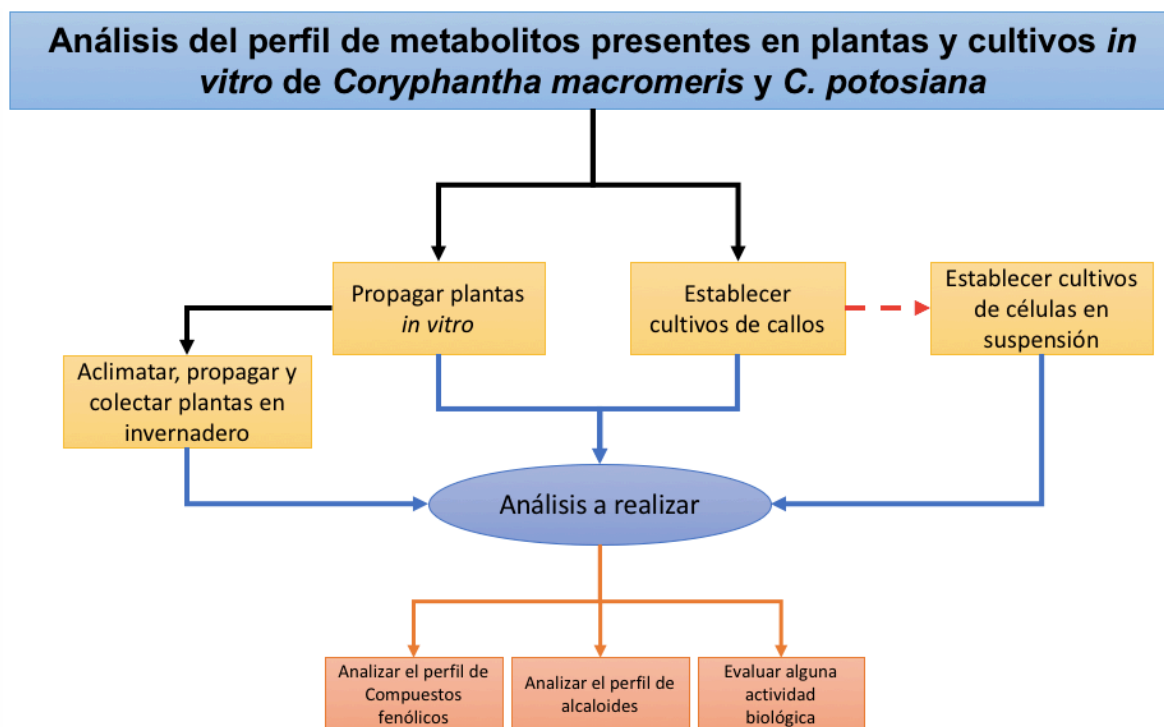 Análisis del perfil de metabolitos presentes en plantas y cultivos in
vitro de Coryphantha macromeris y C. potosiana
Propagar plantas
in vitro
Establecer
cultivos de callos
Establecer cultivos
de células en
suspensión
Aclimatar, propagar y
colectar plantas en
invernadero
Análisis a realizar
Analizar el perfil de
Compuestos
fenólicos
Analizar el perfil de
alcaloides
Evaluar alguna
actividad
biológica